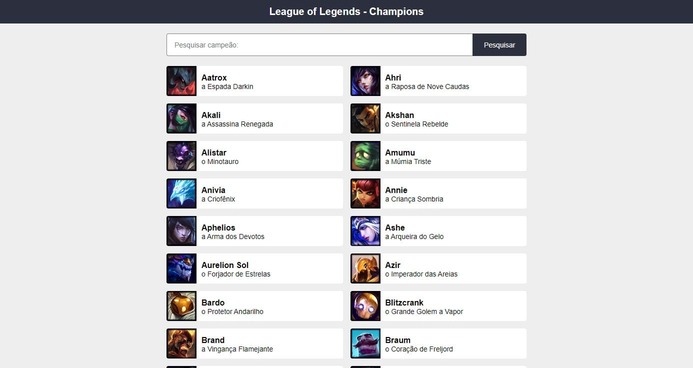 League of Legends - Champions
Pesquisar campeão:
Pesquisar
Aatrox
a Espada Darkin
Ahri
a Raposa de Nove Caudas
Akali
a Assassina Renegada
Akshan
o Sentinela Rebelde
Alistar
o Minotauro
Amumu
a Múmia Triste
Anivia
a Criofênix
Annie
a Criança Sombria
Aphelios
a Arma dos Devotos
Ashe
a Arqueira do Gelo
Aurelion Sol
o Forjador de Estrelas
Azir
o Imperador das Areias
Bardo
o Protetor Andarilho
Blitzcrank
o Grande Golem a Vapor
Brand
a Vingança Flamejante
Braum
o Coração de Freljord